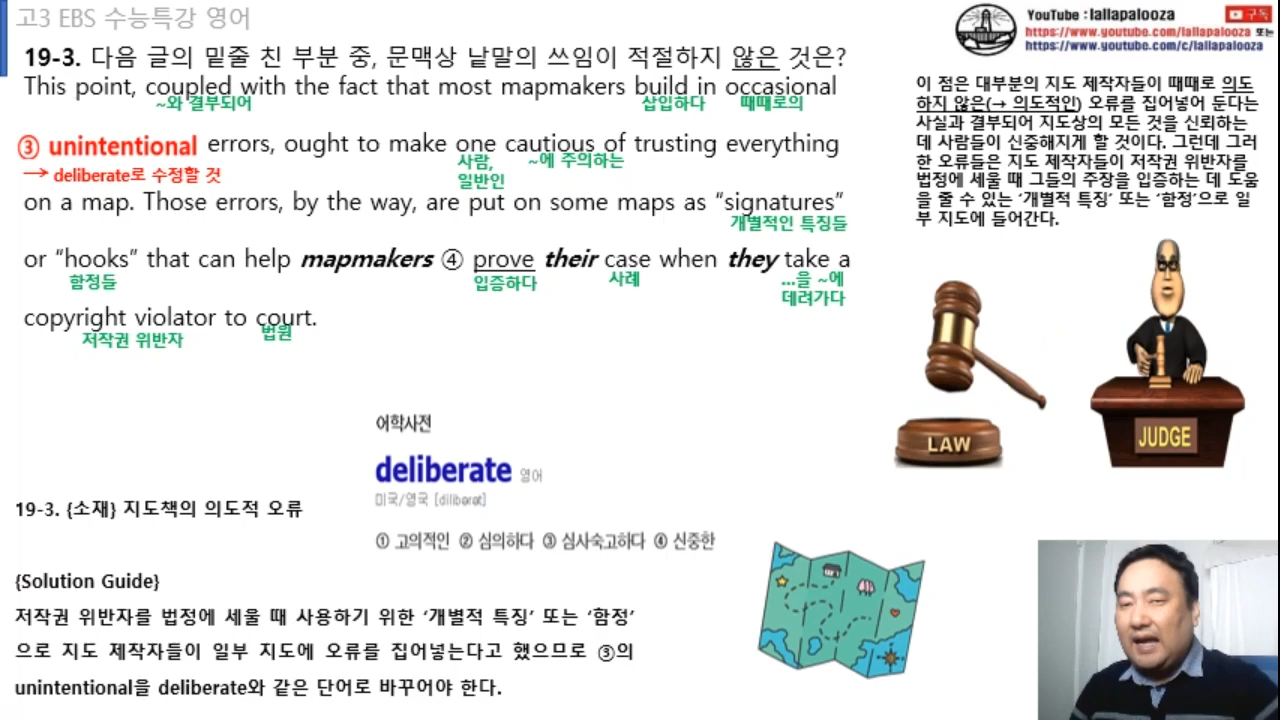 고3 EBS 수능특강 영어
19-3. 다음 글의 밑줄 친 부분 중, 문맥상 낱말의 쓰임이 적절하지 않은 것은?
This point, coupled with the fact that most mapmakers build in occasional
~와 결부되어 삽입하다 때때로의
③ unintentional errors, ought to make one cautious of trusting everything
→ deliberate로 수정할 것 사람, 일반인 ~에 주의하는
on a map. Those errors, by the way, are put on some maps as “signatures”
개별적인 특징들
or “hooks” that can help mapmakers ④ prove their case when they take a
함정들 입증하다 사례 ...을 ~에 데려가다
copyright violator to court.
저작권 위반자 법원
YouTube : lallapalooza 구독
https://www.youtube.com/lallapalooza 또는
https://www.youtube.com/c/lallapalooza
이 점은 대부분의 지도 제작자들이 때때로 의도
하지 않은(→ 의도적인) 오류를 집어넣어 둔다는
사실과 결부되어 지도상의 모든 것을 신뢰하는
데 사람들이 신중해지게 할 것이다. 그런데 그러
한 오류들은 지도 제작자들이 저작권 위반자를
법정에 세울 때 그들의 주장을 입증하는 데 도움
을 줄 수 있는 ‘개별적 특징’ 또는 ‘함정’으로 일
부 지도에 들어간다.
LAW
JUDGE
어학사전
deliberate 영어
미국/영국 [dilíbərət]
① 고의적인 ② 심의하다 ③ 심사숙고하다 ④ 신중한
19-3. {소재} 지도책의 의도적 오류
{Solution Guide}
저작권 위반자를 법정에 세울 때 사용하기 위한 ‘개별적 특징’ 또는 ‘함정’
으로 지도 제작자들이 일부 지도에 오류를 집어넣는다고 했으므로 ③의
unintentional을 deliberate와 같은 단어로 바꾸어야 한다.